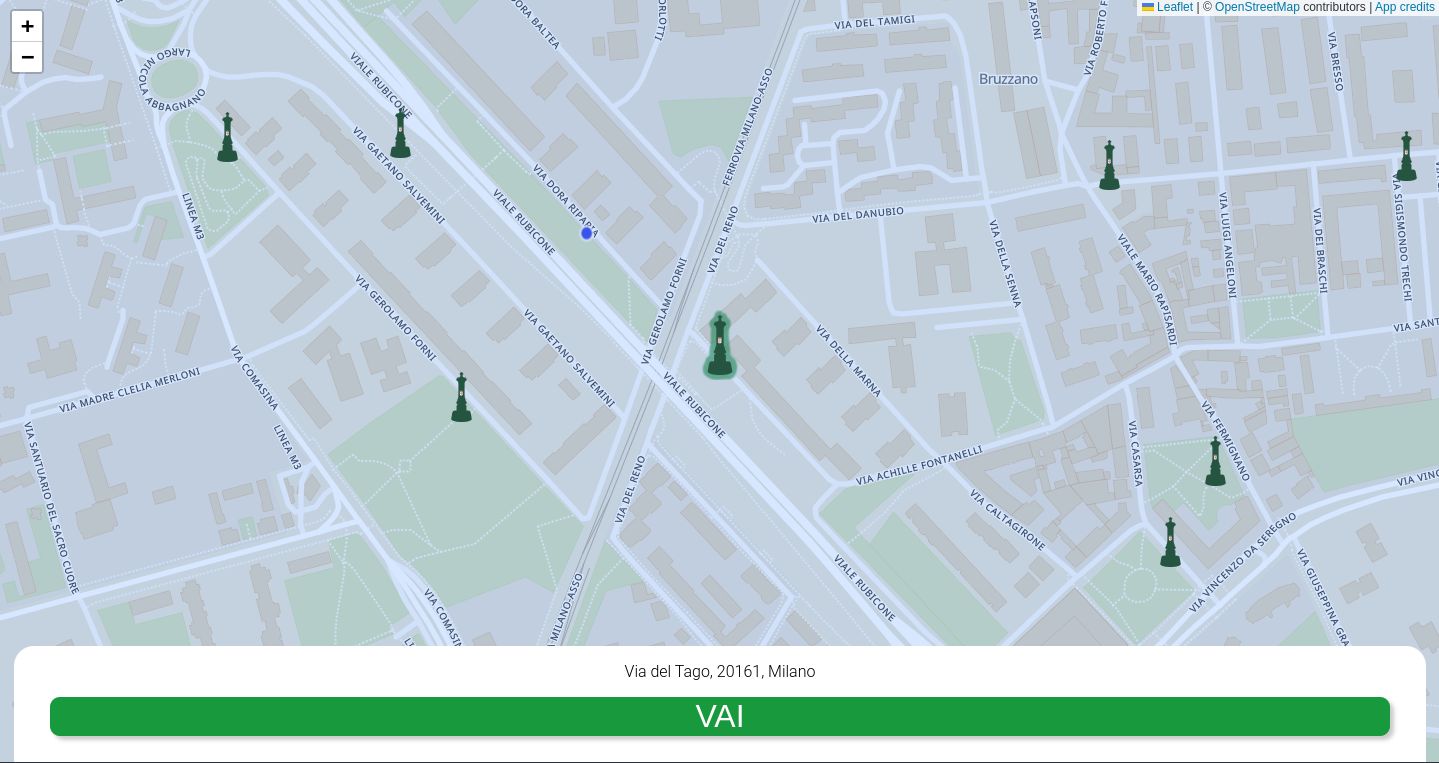 +
−
Leaflet | © OpenStreetMap contributors | App credits
DORA BALTEA
VIA DEL TAMIGI
Bruzzano
VIA BRESSO
LARGO NICOLA ABBAGNANO
VIALE RUBICONE
FERROVIA MILANO-ASSO
VIA GAETANO SALVEMINI
VIA DORA RIPARIA
LINEA M3
VIALE RUBICONE
VIA DEL DANUBIO
VIA DEL RENO
VIA DELLA SENNA
VIA LUIGI ANGELONI
VIA DEI BRASCHI
VIA SIGISMONDO TRECHI
VIALE MARIO RAPISARDI
VIA GEROLAMO FORNI
VIA GEROLAMO FORNI
VIA GAETANO SALVEMINI
VIA DELLA MARNA
VIA SANT
VIA COMASINA
VIA MADRE CLELIA MERLONI
VIALE RUBICONE
VIA FERMIGNANO
VIA SANTUARIO DEL SACRO CUORE
LINEA M3
VIA CASARSA
VIA ACHILLE FONTANELLI
VIA DEL RENO
VIA CALTAGIRONE
VIA VINC
VIA VINCENZO DA SEREGNO
VIALE RUBICONE
VIA GIUSEPPINA GRA
MILANO-ASSO
VIA COMASIN
Via del Tago, 20161, Milano
VAI